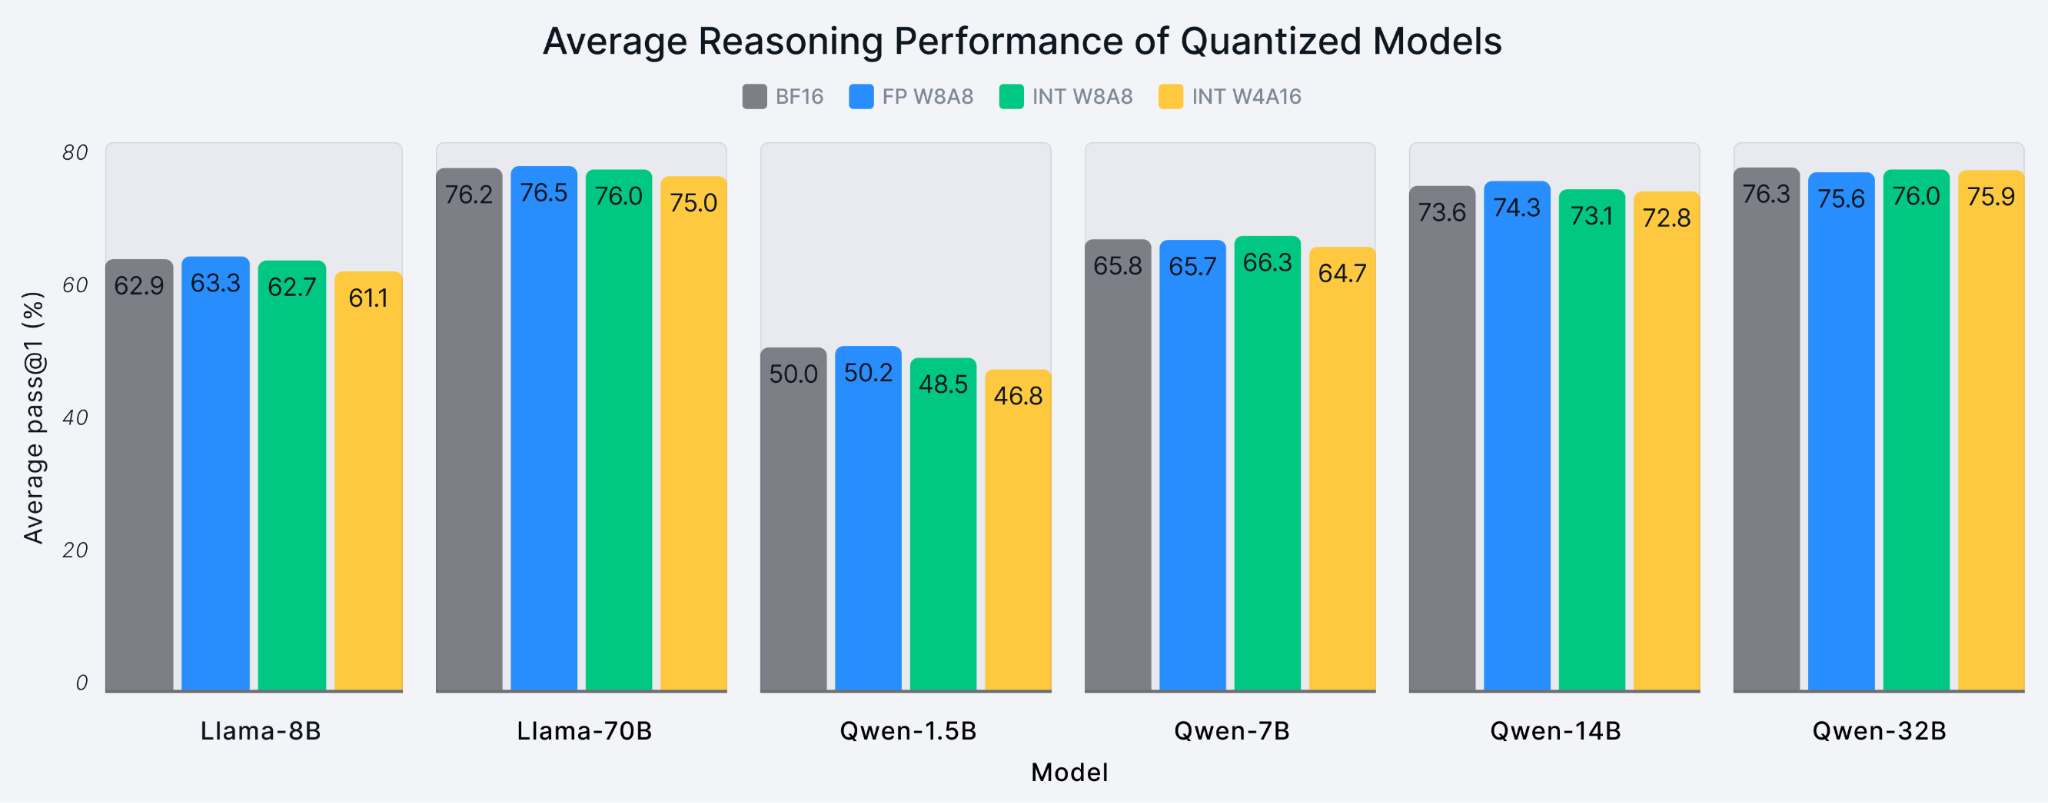 Average Reasoning Performance of Quantized Models
BF16 FP W8A8 INT W8A8 INT W4A16
Average pass@1 (%)
80
60
40
20
0
62.9 63.3 62.7 61.1
76.2 76.5 76.0 75.0
50.0 50.2 48.5 46.8
65.8 65.7 66.3 64.7
73.6 74.3 73.1 72.8
76.3 75.6 76.0 75.9
Llama-8B Llama-70B Qwen-1.5B Qwen-7B Qwen-14B Qwen-32B
Model